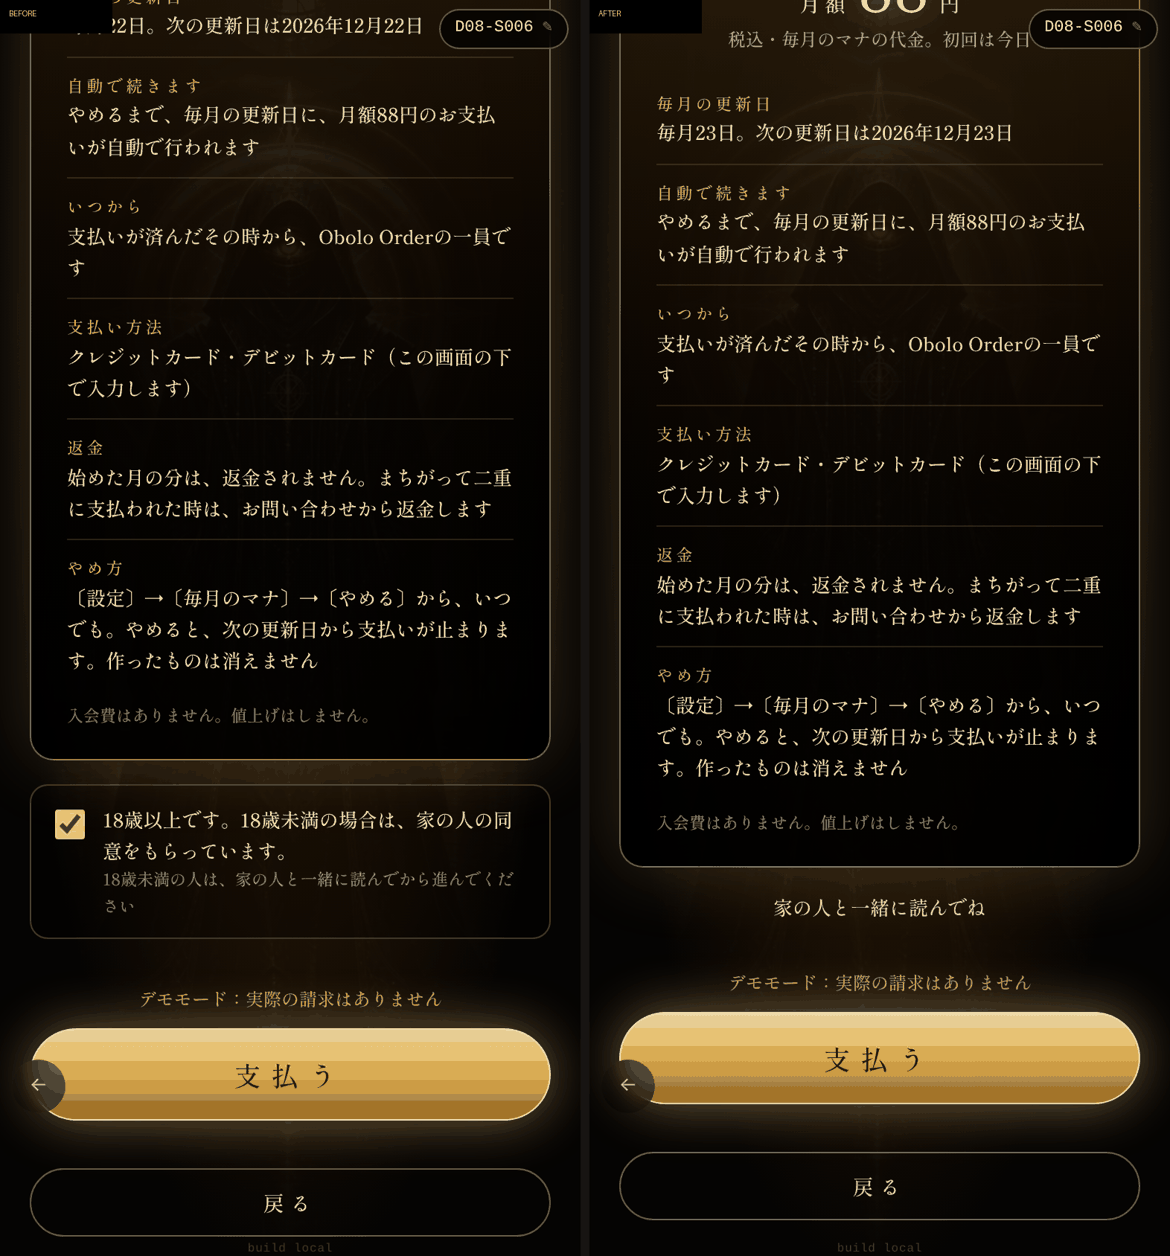 BEFORE
22日。次の更新日は2026年12月22日
D08-S006 ✎
自動で続きます
やめるまで、毎月の更新日に、月額88円のお支払
いが自動で行われます
いつから
支払いが済んだその時から、Obolo Orderの一員で
す
支払い方法
クレジットカード・デビットカード（この画面の下
で入力します）
返金
始めた月の分は、返金されません。まちがって二重
に支払われた時は、お問い合わせから返金します
やめ方
〔設定〕→〔毎月のマナ〕→〔やめる〕から、いつ
でも。やめると、次の更新日から支払いが止まりま
す。作ったものは消えません
入会費はありません。値上げはしません。
18歳以上です。18歳未満の場合は、家の人の同
意をもらっています。
18歳未満の人は、家の人と一緒に読んでから進んでくだ
さい
デモモード：実際の請求はありません
支払う
←
戻る
build local
AFTER
月額 88 円
D08-S006 ✎
税込・毎月のマナの代金。初回は今日
毎月の更新日
毎月23日。次の更新日は2026年12月23日
自動で続きます
やめるまで、毎月の更新日に、月額88円のお支払
いが自動で行われます
いつから
支払いが済んだその時から、Obolo Orderの一員で
す
支払い方法
クレジットカード・デビットカード（この画面の下
で入力します）
返金
始めた月の分は、返金されません。まちがって二重
に支払われた時は、お問い合わせから返金します
やめ方
〔設定〕→〔毎月のマナ〕→〔やめる〕から、いつ
でも。やめると、次の更新日から支払いが止まりま
す。作ったものは消えません
入会費はありません。値上げはしません。
家の人と一緒に読んでね
デモモード：実際の請求はありません
支払う
←
戻る
build local